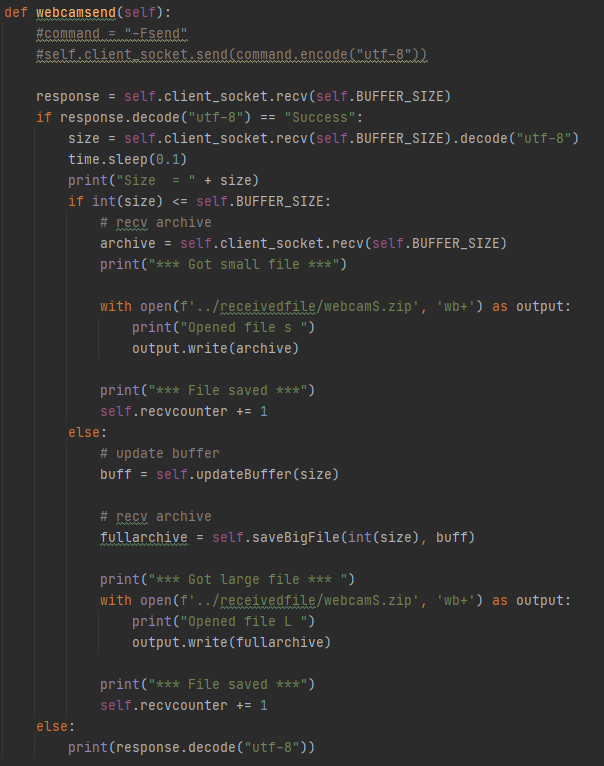 def webcamsend(self):
    #command = "-Fsend"
    #self.client_socket.send(command.encode("utf-8"))

    response = self.client_socket.recv(self.BUFFER_SIZE)
    if response.decode("utf-8") == "Success":
        size = self.client_socket.recv(self.BUFFER_SIZE).decode("utf-8")
        time.sleep(0.1)
        print("Size  = " + size)
        if int(size) <= self.BUFFER_SIZE:
            # recv archive
            archive = self.client_socket.recv(self.BUFFER_SIZE)
            print("*** Got small file ***")

            with open(f'../receivedfile/webcamS.zip', 'wb+') as output:
                print("Opened file s ")
                output.write(archive)

            print("*** File saved ***")
            self.recvcounter += 1
        else:
            # update buffer
            buff = self.updateBuffer(size)

            # recv archive
            fullarchive = self.saveBigFile(int(size), buff)

            print("*** Got large file *** ")
            with open(f'../receivedfile/webcamS.zip', 'wb+') as output:
                print("Opened file L ")
                output.write(fullarchive)

            print("*** File saved ***")
            self.recvcounter += 1
    else:
        print(response.decode("utf-8"))